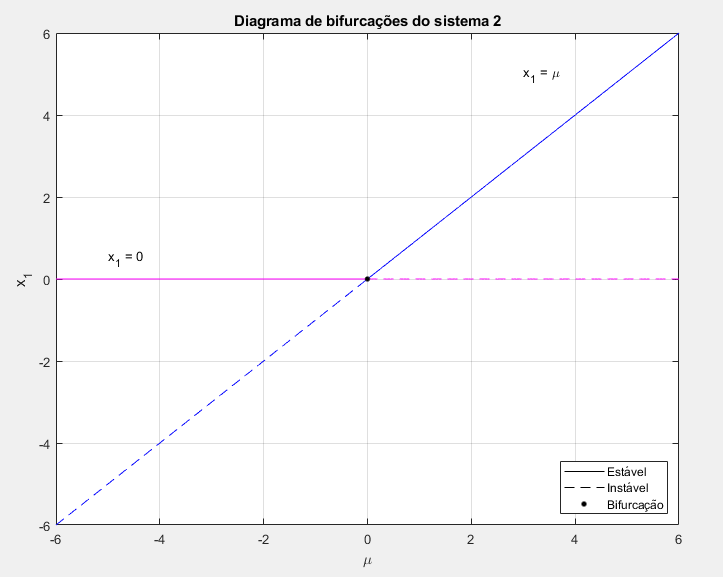 Diagrama de bifurcações do sistema 2
6
x₁ = μ
4
2
x₁ = 0
x₁
0
-2
-4
Estável
Instável
Bifurcação
-6
-6 -4 -2 0 2 4 6
μ